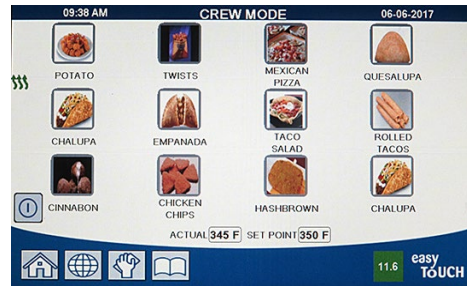 09:38 AM CREW MODE 06-06-2017
POTATO TWISTS MEXICAN PIZZA QUESALUPA
CHALUPA EMPANADA TACO SALAD ROLLED TACOS
CINNABON CHICKEN CHIPS HASHBROWN CHALUPA
ACTUAL 345 F SET POINT 350 F
11.6 easy TOUCH